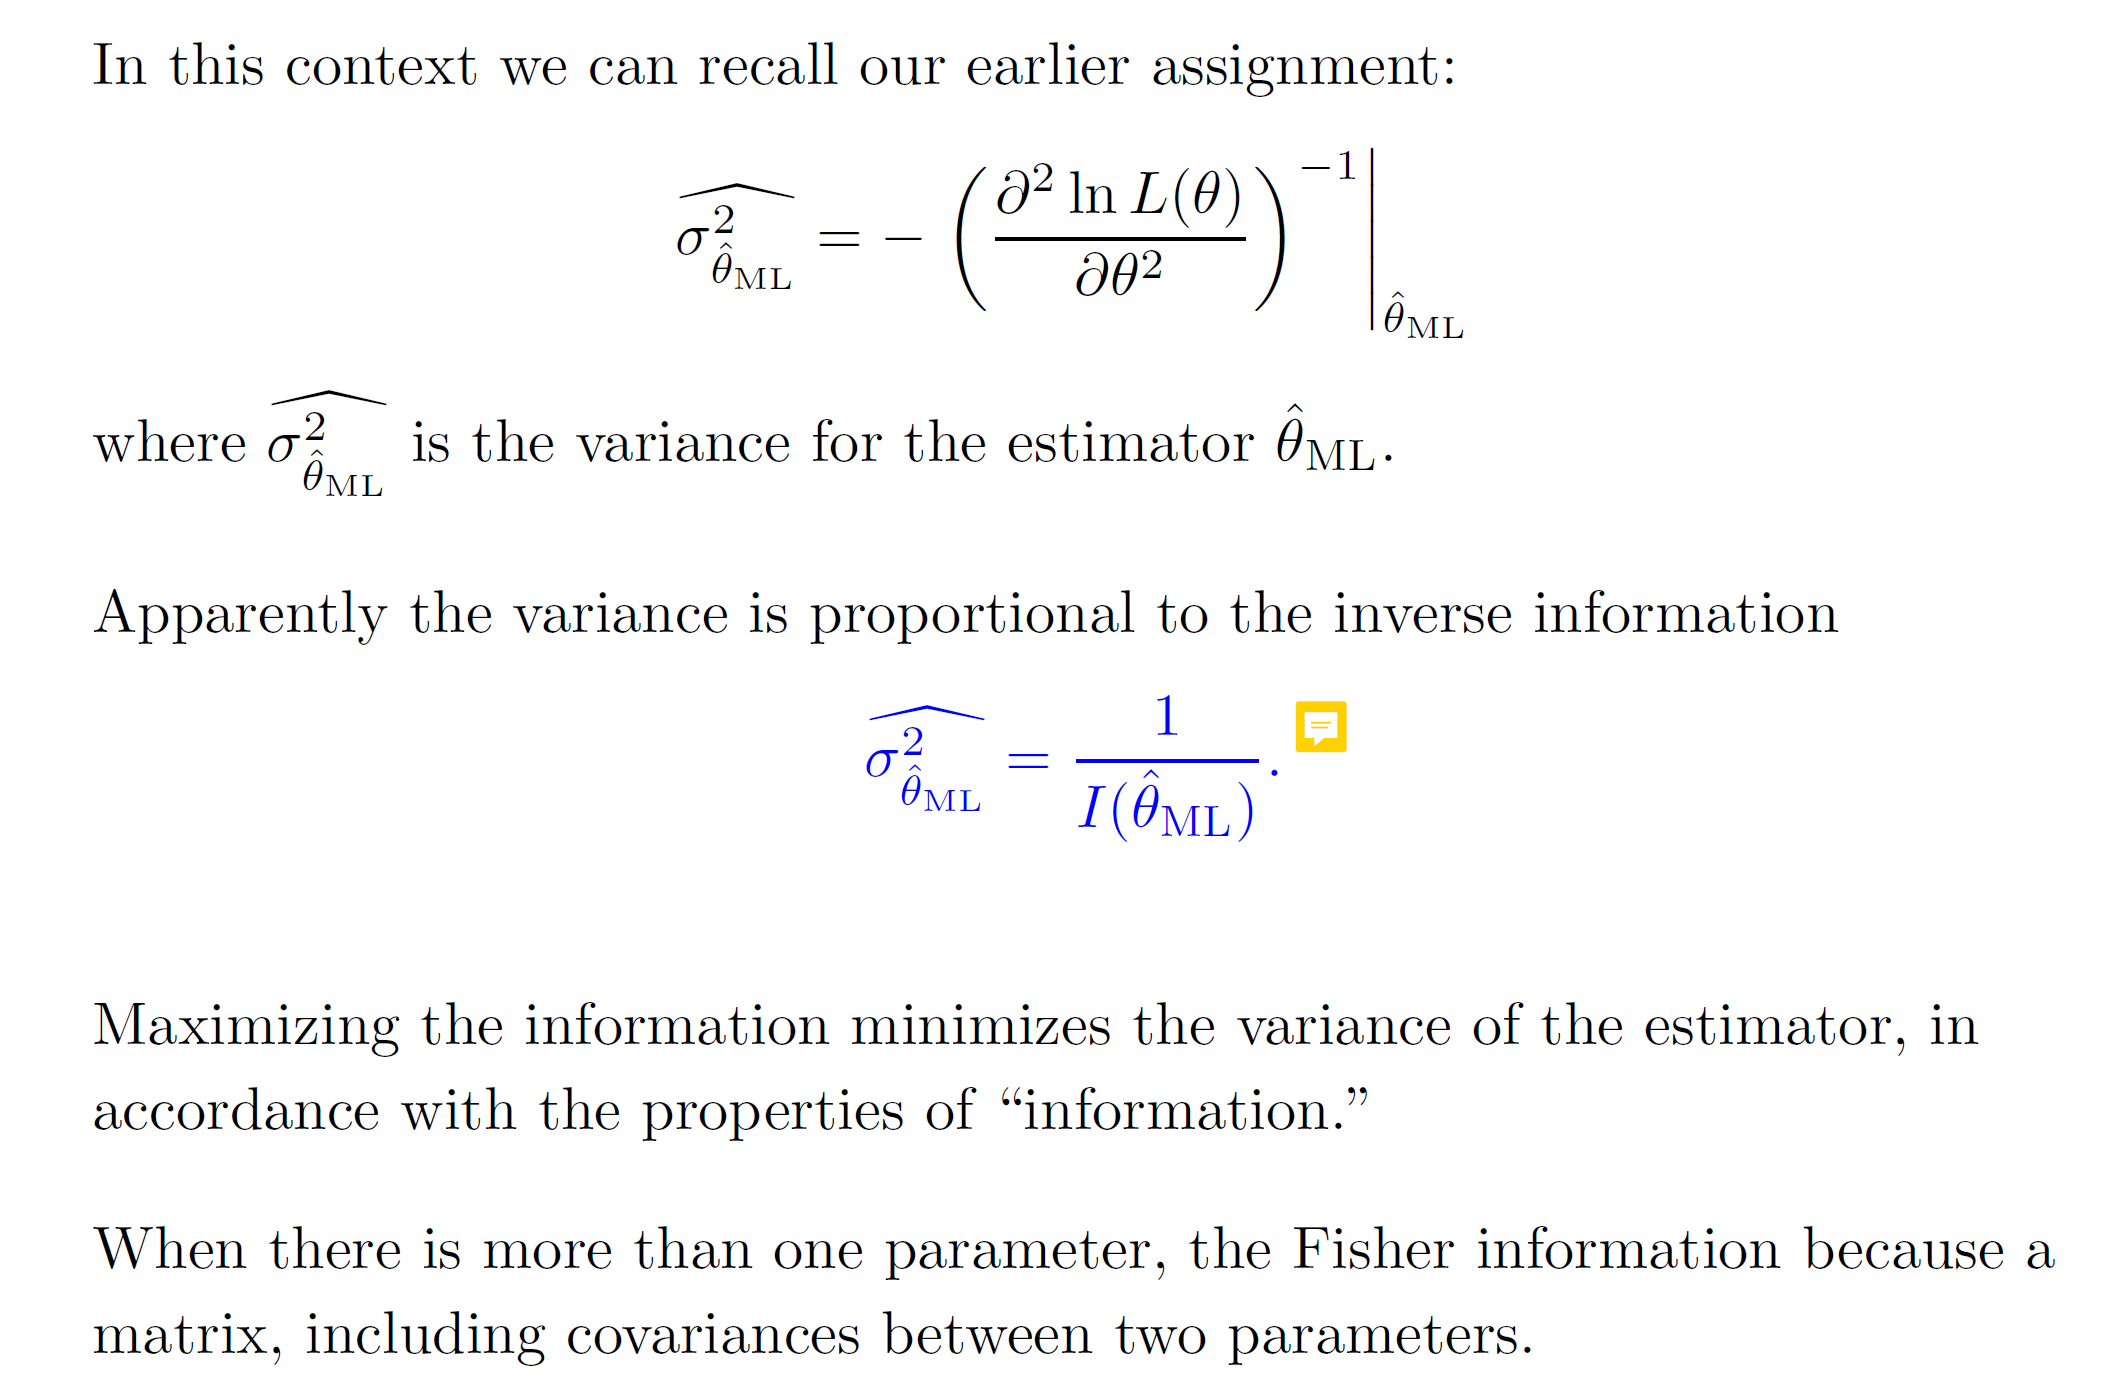 In this context we can recall our earlier assignment:
$\widehat{\sigma^2_{\hat{\theta}_{\mathrm{ML}}}} = -\left(\frac{\partial^2 \ln L(\theta)}{\partial \theta^2}\right)^{-1}\Bigg|_{\hat{\theta}_{\mathrm{ML}}}$
where $\widehat{\sigma^2_{\hat{\theta}_{\mathrm{ML}}}}$ is the variance for the estimator $\hat{\theta}_{\mathrm{ML}}$.
Apparently the variance is proportional to the inverse information
$\widehat{\sigma^2_{\hat{\theta}_{\mathrm{ML}}}} = \frac{1}{I(\hat{\theta}_{\mathrm{ML}})}.$
Maximizing the information minimizes the variance of the estimator, in
accordance with the properties of “information.”
When there is more than one parameter, the Fisher information because a
matrix, including covariances between two parameters.